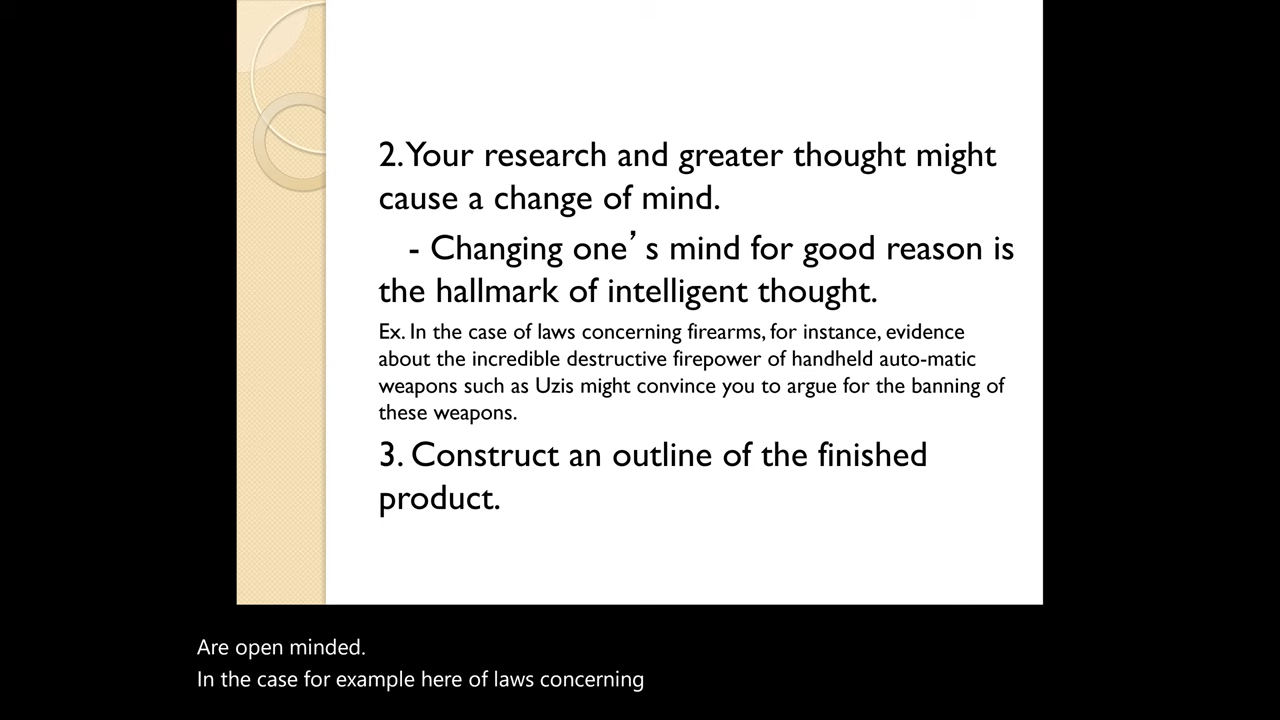 2. Your research and greater thought might
cause a change of mind.
- Changing one’s mind for good reason is
the hallmark of intelligent thought.
Ex. In the case of laws concerning firearms, for instance, evidence
about the incredible destructive firepower of handheld auto-matic
weapons such as Uzis might convince you to argue for the banning of
these weapons.
3. Construct an outline of the finished
product.
Are open minded.
In the case for example here of laws concerning